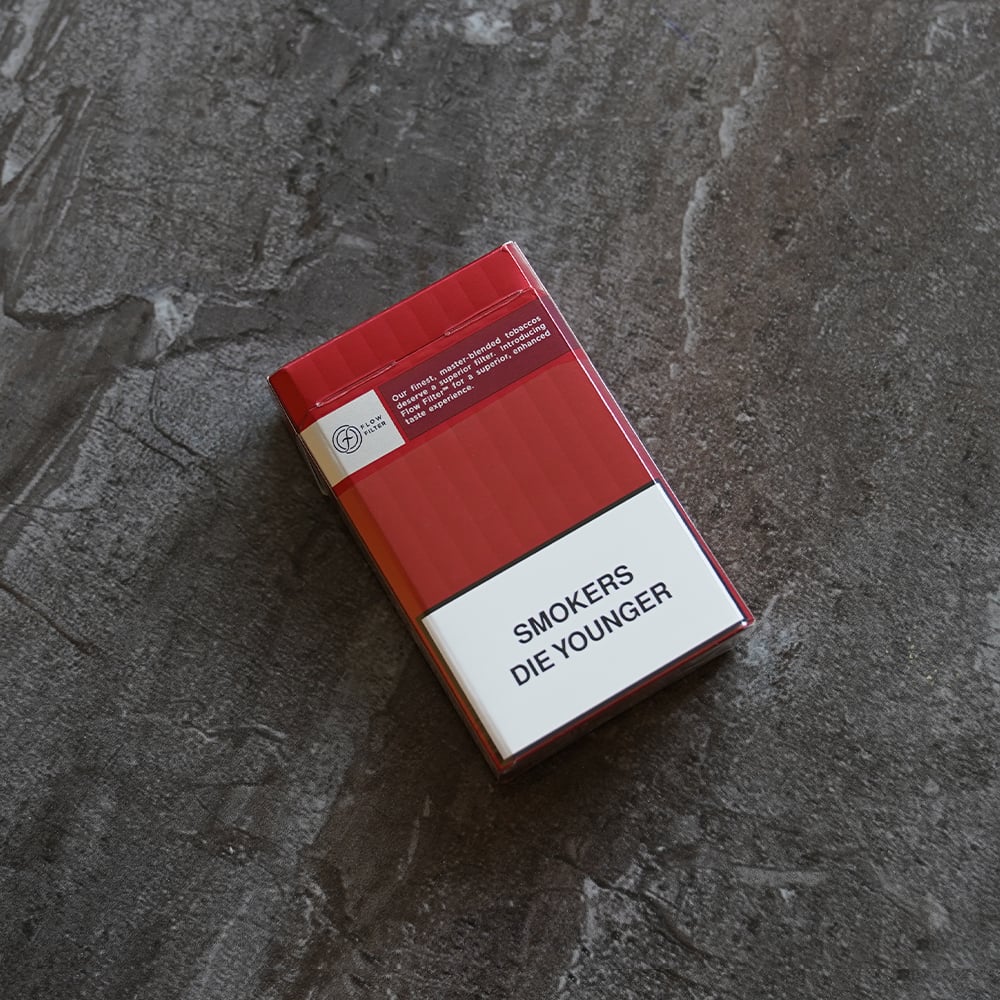 Our finest, master-blended tobaccos
deserve a superior filter. Introducing
Flow Filter™ for a superior, enhanced
taste experience.
FLOW
FILTER
SMOKERS
DIE YOUNGER